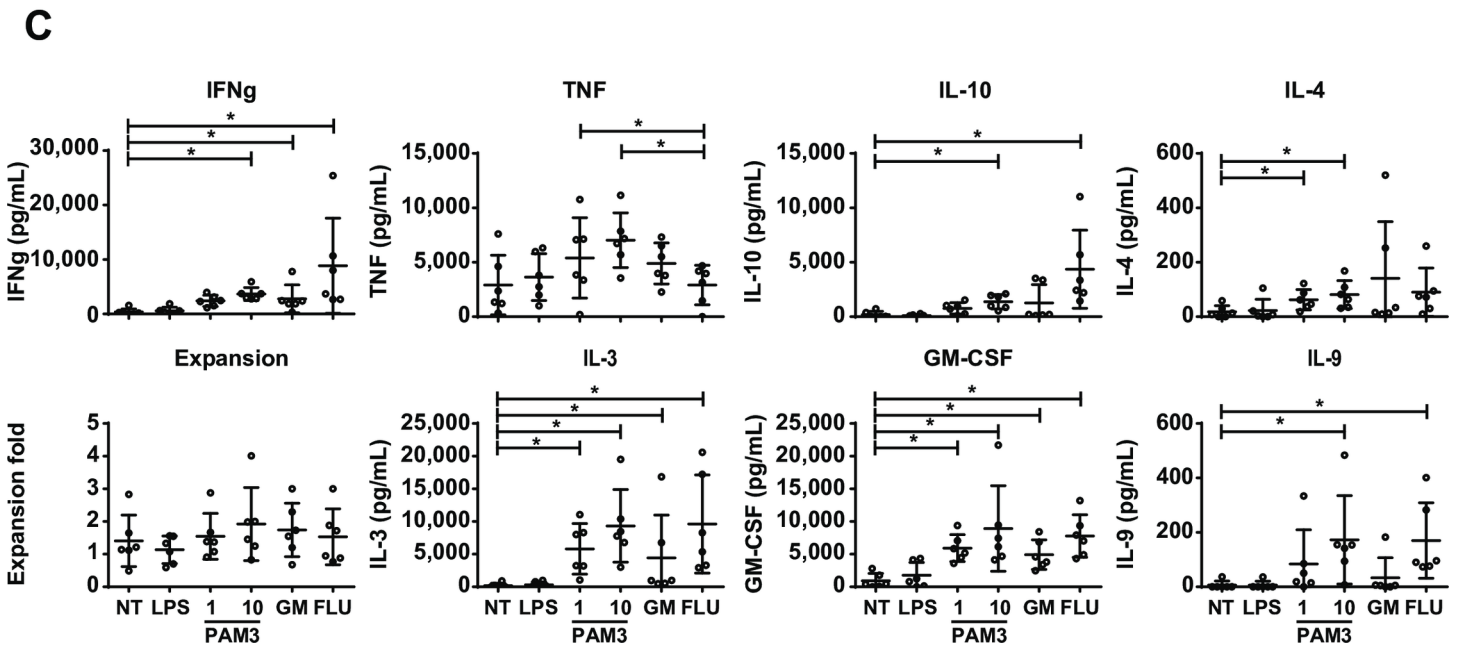 C
IFNg
TNF
IL-10
IL-4
IFNg (pg/mL)
30,000
20,000
10,000
0
* * *
TNF (pg/mL)
15,000
10,000
5,000
0
* *
IL-10 (pg/mL)
15,000
10,000
5,000
0
* *
IL-4 (pg/mL)
600
400
200
0
* *
Expansion
IL-3
GM-CSF
IL-9
Expansion fold
5
4
3
2
1
0
NT LPS 1 10 GM FLU
PAM3
IL-3 (pg/mL)
25,000
20,000
15,000
10,000
5,000
0
* * * *
NT LPS 1 10 GM FLU
PAM3
GM-CSF (pg/mL)
25,000
20,000
15,000
10,000
5,000
0
* * * *
NT LPS 1 10 GM FLU
PAM3
IL-9 (pg/mL)
600
400
200
0
* *
NT LPS 1 10 GM FLU
PAM3